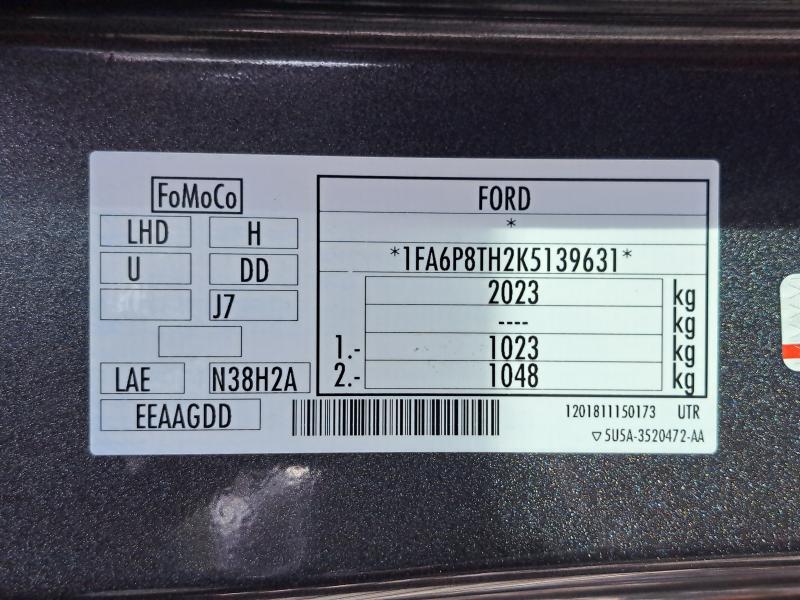 FoMoCo
LHD H
U DD
J7
LAE N38H2A
EEAAGDD
FORD
*
*1FA6P8TH2K5139631*
2023 kg
---- kg
1.- 1023 kg
2.- 1048 kg
1201811150173 UTR
▽ 5U5A-3520472-AA